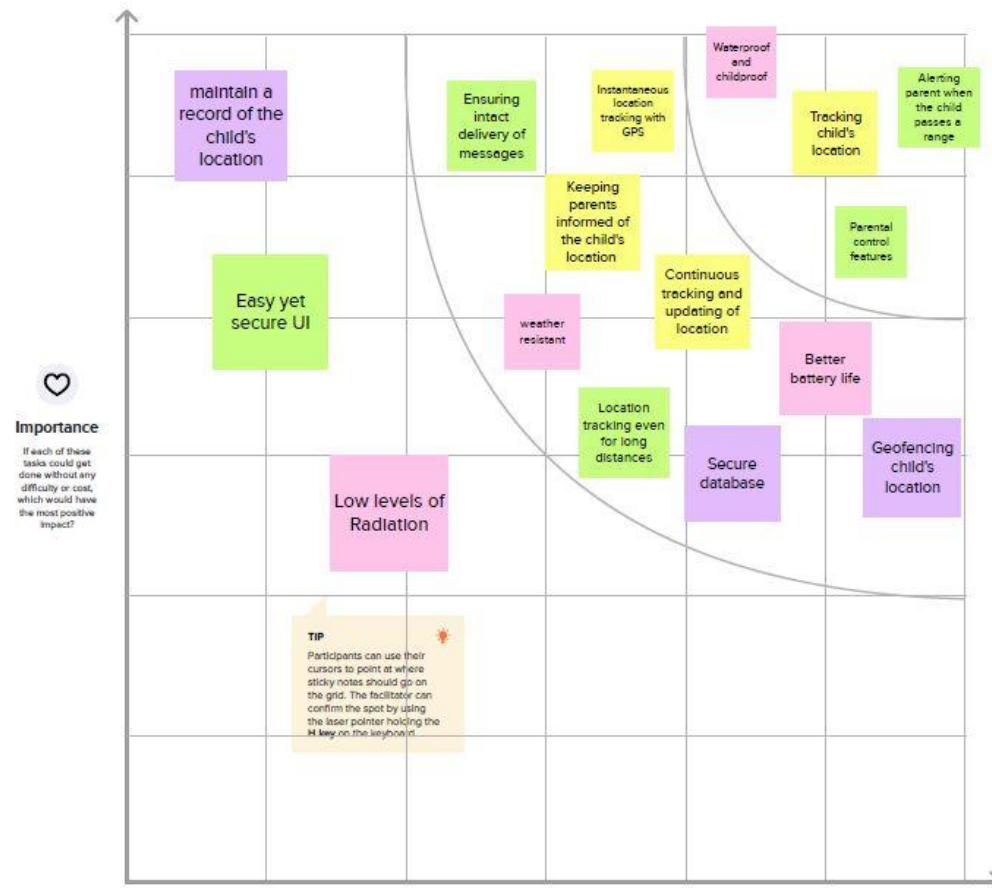 maintain a
record of the
child's
location
Ensuring
intact
delivery of
messages
Instantaneous
location
tracking with
GPS
Waterproof
and
childproof
Tracking
child's
location
Alerting
parent when
the child
passes a
range
Keeping
parents
informed of
the child's
location
Parental
control
features
Easy yet
secure UI
weather
resistant
Continuous
tracking and
updating of
location
Better
battery life
Location
tracking even
for long
distances
Secure
database
Geofencing
child's
location
Importance
If each of these
tasks could get
done without any
difficulty or cost,
which would have
the most positive
impact?
Low levels of
Radiation
TIP
Participants can use their
cursors to point at where
sticky notes should go on
the grid. The facilitator can
confirm the spot by using
the laser pointer holding the
H key on the keyboard